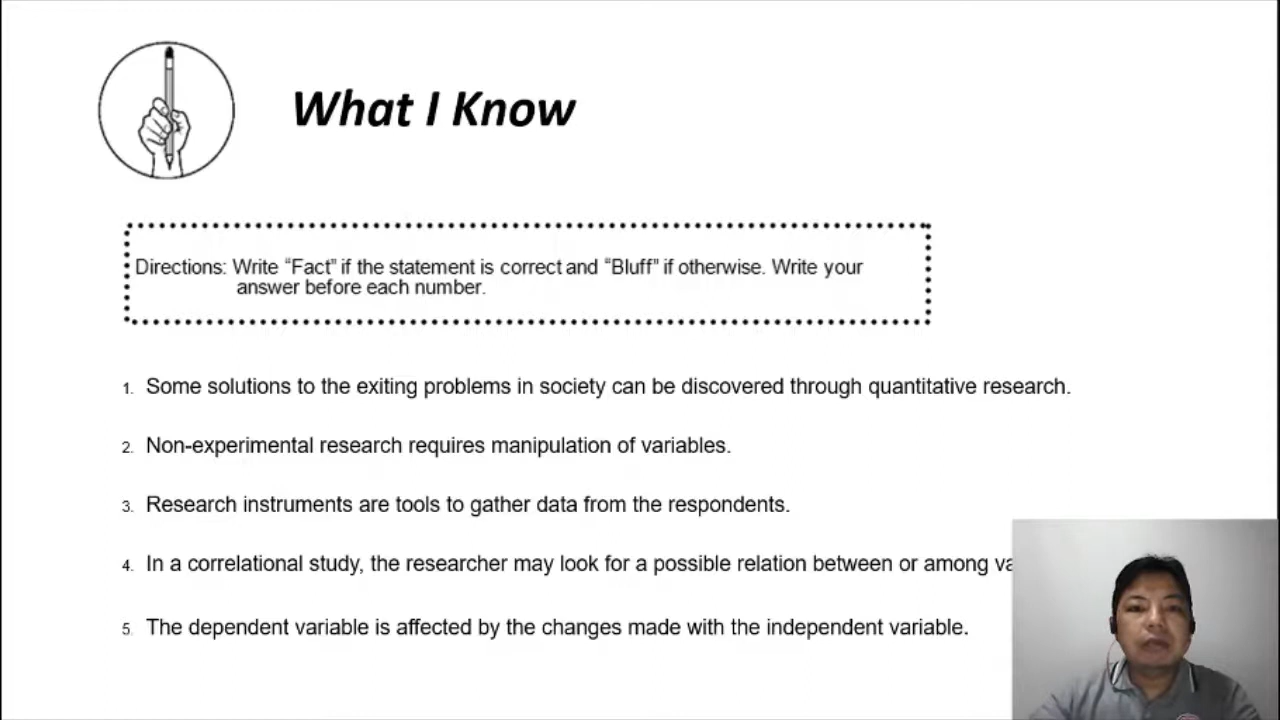 What I Know
Directions: Write “Fact” if the statement is correct and “Bluff” if otherwise. Write your
answer before each number.
1. Some solutions to the exiting problems in society can be discovered through quantitative research.
2. Non-experimental research requires manipulation of variables.
3. Research instruments are tools to gather data from the respondents.
4. In a correlational study, the researcher may look for a possible relation between or among
5. The dependent variable is affected by the changes made with the independent variable.